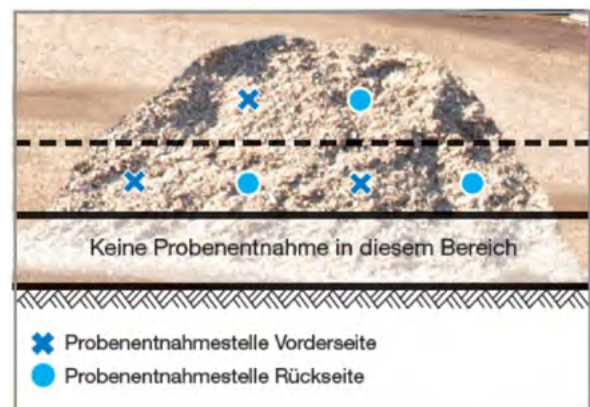 Keine Probenentnahme in diesem Bereich
Probenentnahmestelle Vorderseite
Probenentnahmestelle Rückseite